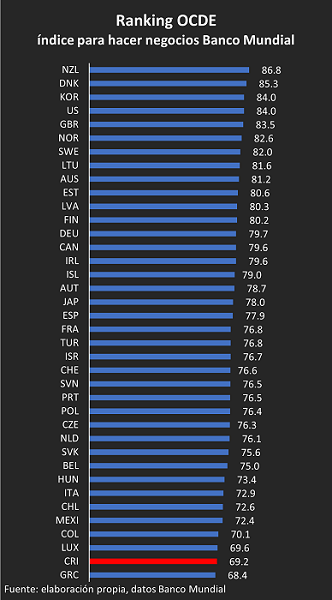 Ranking OCDE
índice para hacer negocios Banco Mundial
NZL 86.8
DNK 85.3
KOR 84.0
US 84.0
GBR 83.5
NOR 82.6
SWE 82.0
LTU 81.6
AUS 81.2
EST 80.6
LVA 80.3
FIN 80.2
DEU 79.7
CAN 79.6
IRL 79.6
ISL 79.0
AUT 78.7
JAP 78.0
ESP 77.9
FRA 76.8
TUR 76.8
ISR 76.7
CHE 76.6
SVN 76.5
PRT 76.5
POL 76.4
CZE 76.3
NLD 76.1
SVK 75.6
BEL 75.0
HUN 73.4
ITA 72.9
CHL 72.6
MEXI 72.4
COL 70.1
LUX 69.6
CRI 69.2
GRC 68.4
Fuente: elaboración propia, datos Banco Mundial